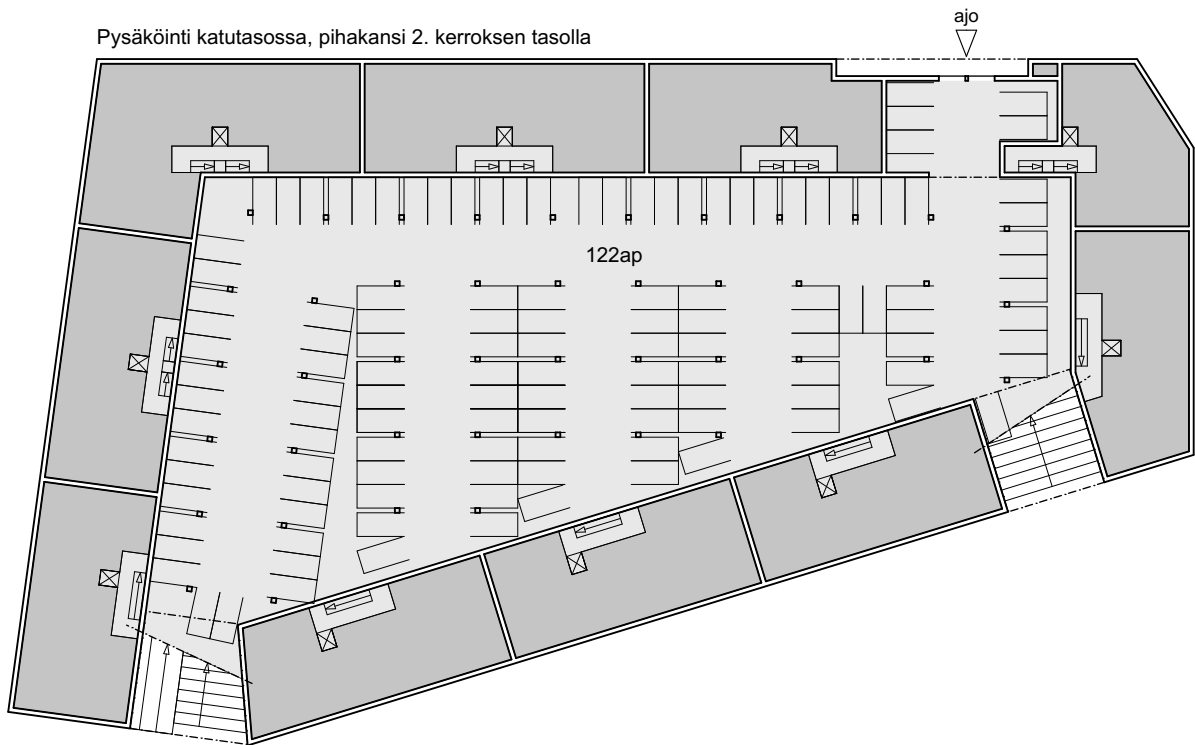 ajo
Pysäköinti katutasossa, pihakansi 2. kerroksen tasolla
122ap